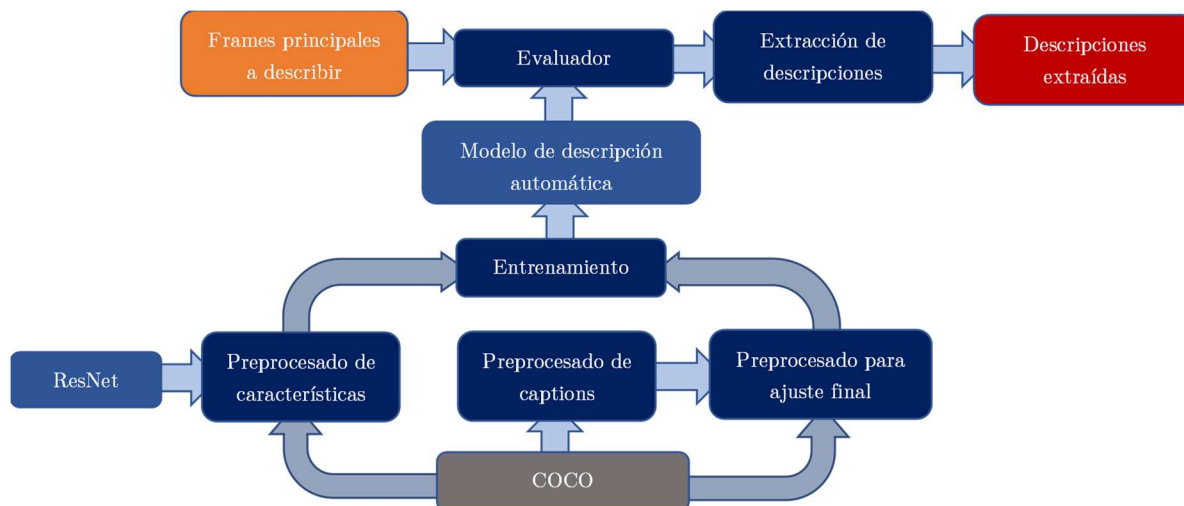 Frames principales
a describir
Evaluador
Extracción de
descripciones
Descripciones
extraídas
Modelo de descripción
automática
Entrenamiento
ResNet
Preprocesado de
característícas
Preprocesado de
captions
Preprocesado para
ajuste final
COCO